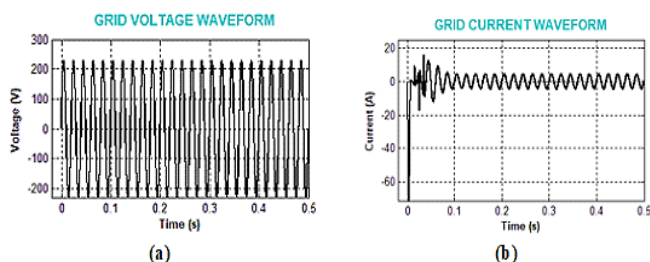 GRID VOLTAGE WAVEFORM
300
200
100
0
-100
-200
Voltage (V)
0 0.1 0.2 0.3 0.4 0.5
Time (s)
(a)
GRID CURRENT WAVEFORM
20
0
-20
-40
-60
Current (A)
0 0.1 0.2 0.3 0.4 0.5
Time (s)
(b)